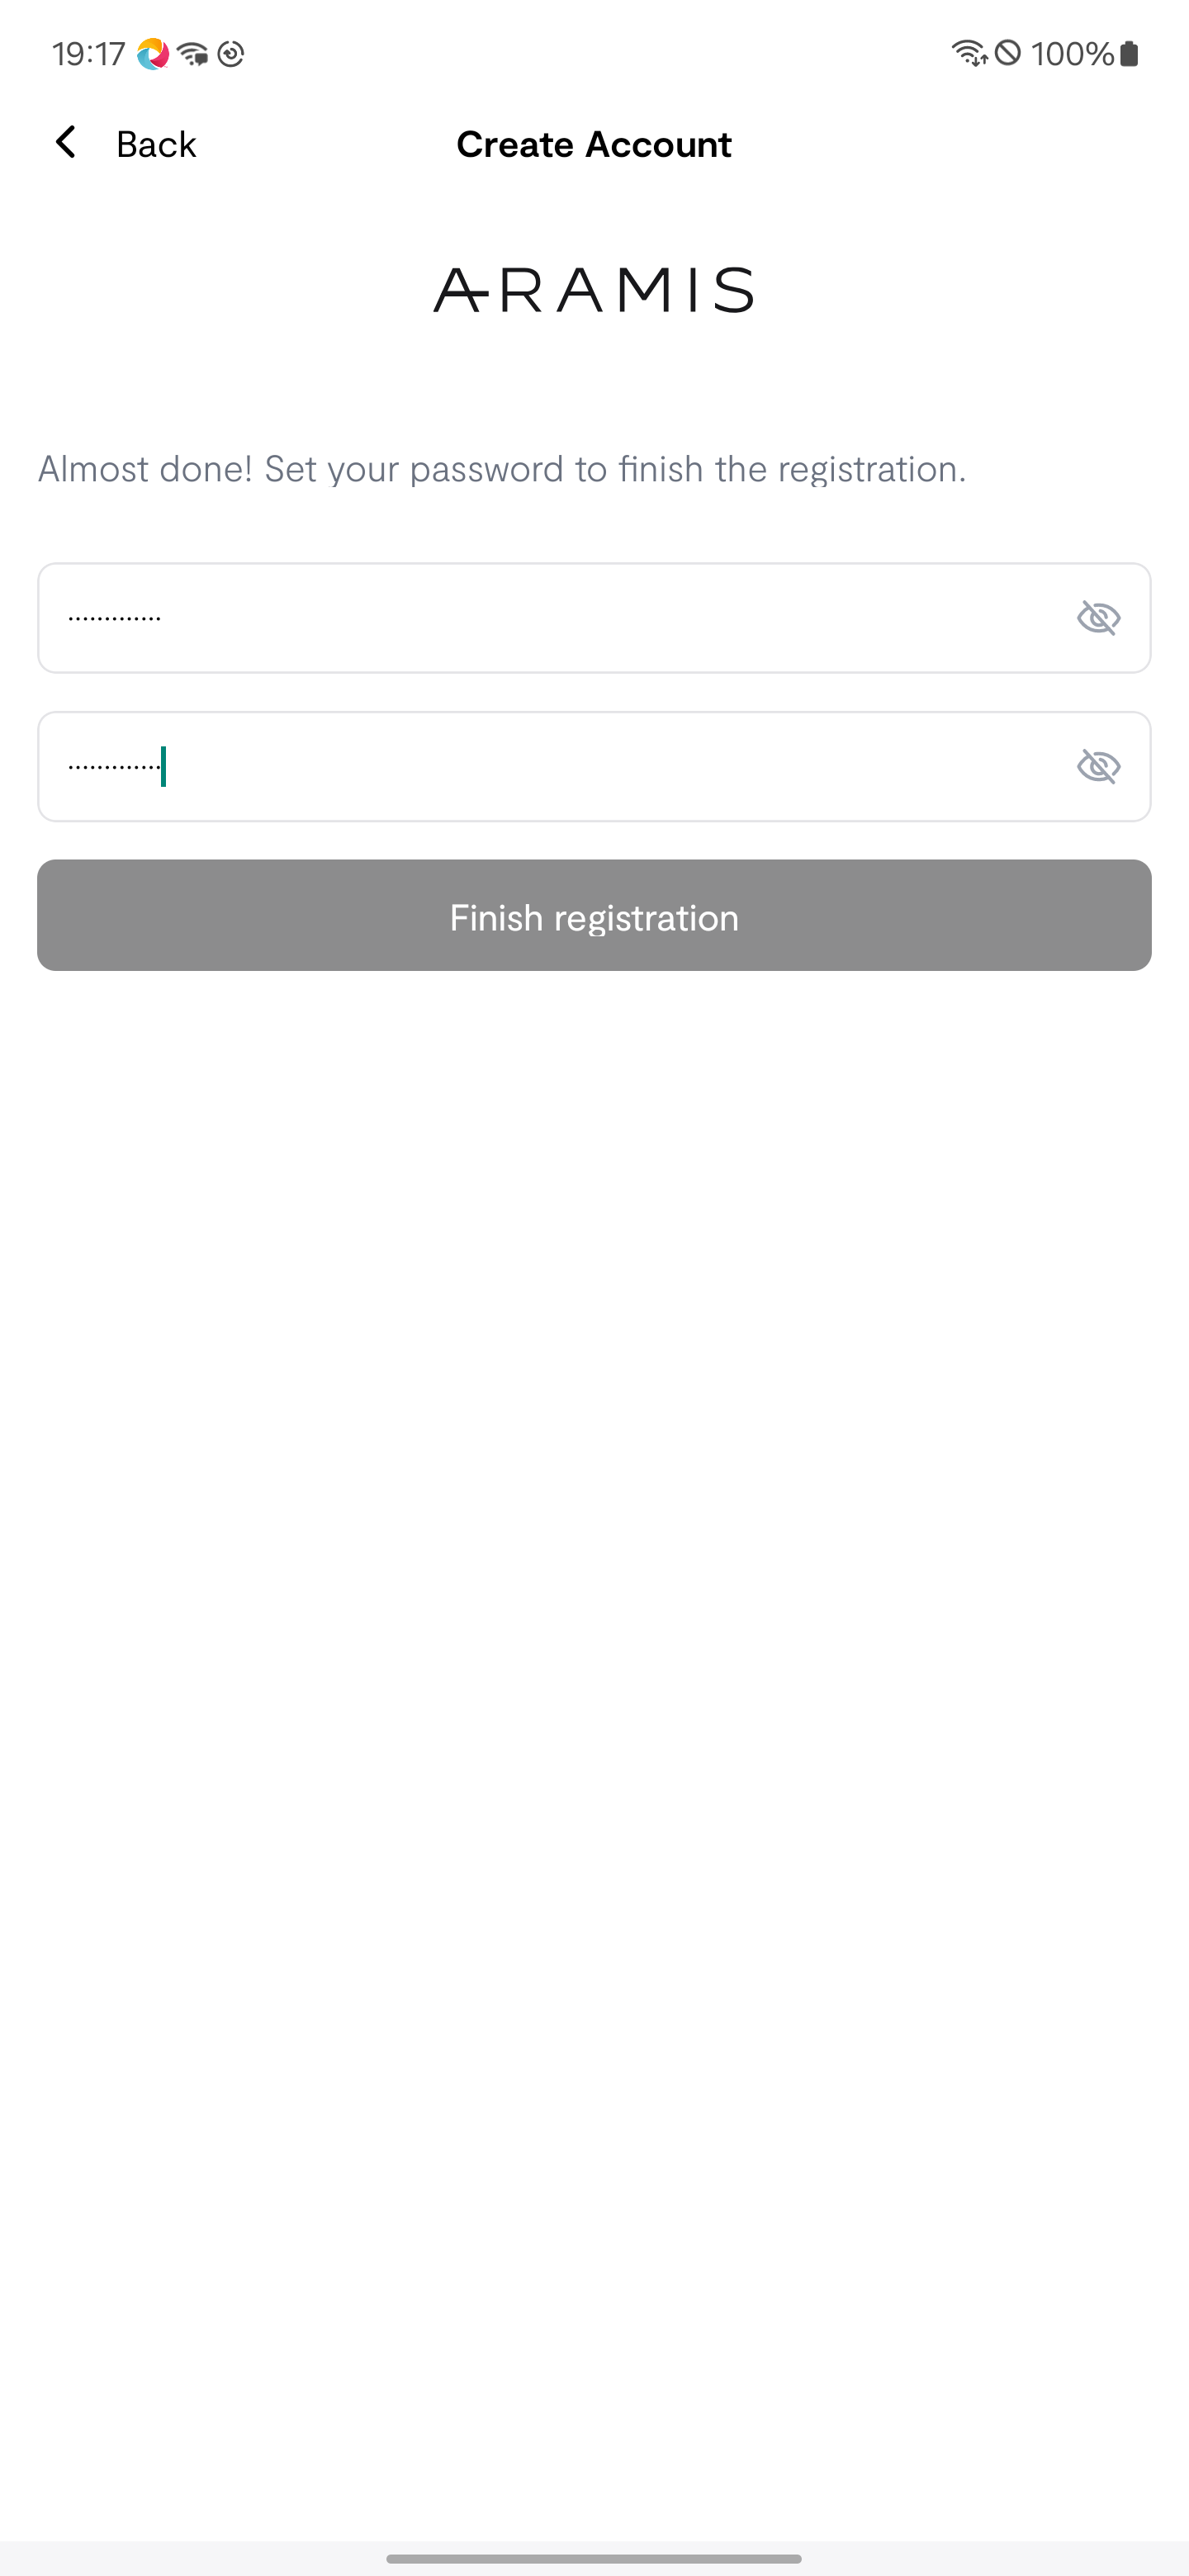 19:17
100%
Back
Create Account
ARAMIS
Almost done! Set your password to finish the registration.
•••••••••••••
•••••••••••••
Finish registration